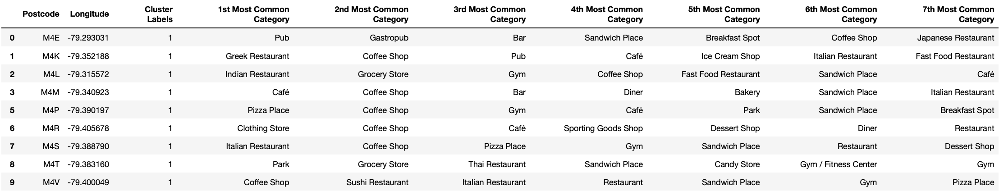 Postcode Longitude Cluster Labels 1st Most Common Category 2nd Most Common Category 3rd Most Common Category 4th Most Common Category 5th Most Common Category 6th Most Common Category 7th Most Common Category
0 M4E -79.293031 1 Pub Gastropub Bar Sandwich Place Breakfast Spot Coffee Shop Japanese Restaurant
1 M4K -79.352188 1 Greek Restaurant Coffee Shop Pub Café Ice Cream Shop Italian Restaurant Fast Food Restaurant
2 M4L -79.315572 1 Indian Restaurant Grocery Store Gym Coffee Shop Fast Food Restaurant Sandwich Place Café
3 M4M -79.340923 1 Café Coffee Shop Bar Diner Bakery Sandwich Place Italian Restaurant
5 M4P -79.390197 1 Pizza Place Coffee Shop Gym Café Park Sandwich Place Breakfast Spot
6 M4R -79.405678 1 Clothing Store Coffee Shop Café Sporting Goods Shop Dessert Shop Diner Restaurant
7 M4S -79.388790 1 Italian Restaurant Coffee Shop Pizza Place Gym Sandwich Place Restaurant Dessert Shop
8 M4T -79.383160 1 Park Grocery Store Thai Restaurant Sandwich Place Candy Store Gym / Fitness Center Gym
9 M4V -79.400049 1 Coffee Shop Sushi Restaurant Italian Restaurant Restaurant Sandwich Place Gym Pizza Place